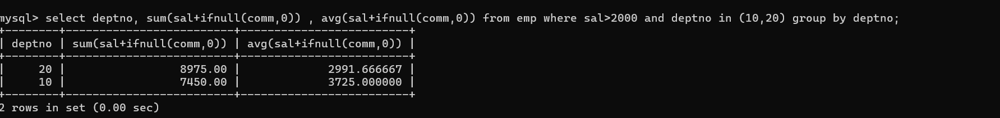 mysql> select deptno, sum(sal+ifnull(comm,0)) , avg(sal+ifnull(comm,0)) from emp where sal>2000 and deptno in (10,20) group by deptno;
+--------+-------------------------+-------------------------+
| deptno | sum(sal+ifnull(comm,0)) | avg(sal+ifnull(comm,0)) |
+--------+-------------------------+-------------------------+
|     20 |                 8975.00 |             2991.666667 |
|     10 |                 7450.00 |             3725.000000 |
+--------+-------------------------+-------------------------+
2 rows in set (0.00 sec)